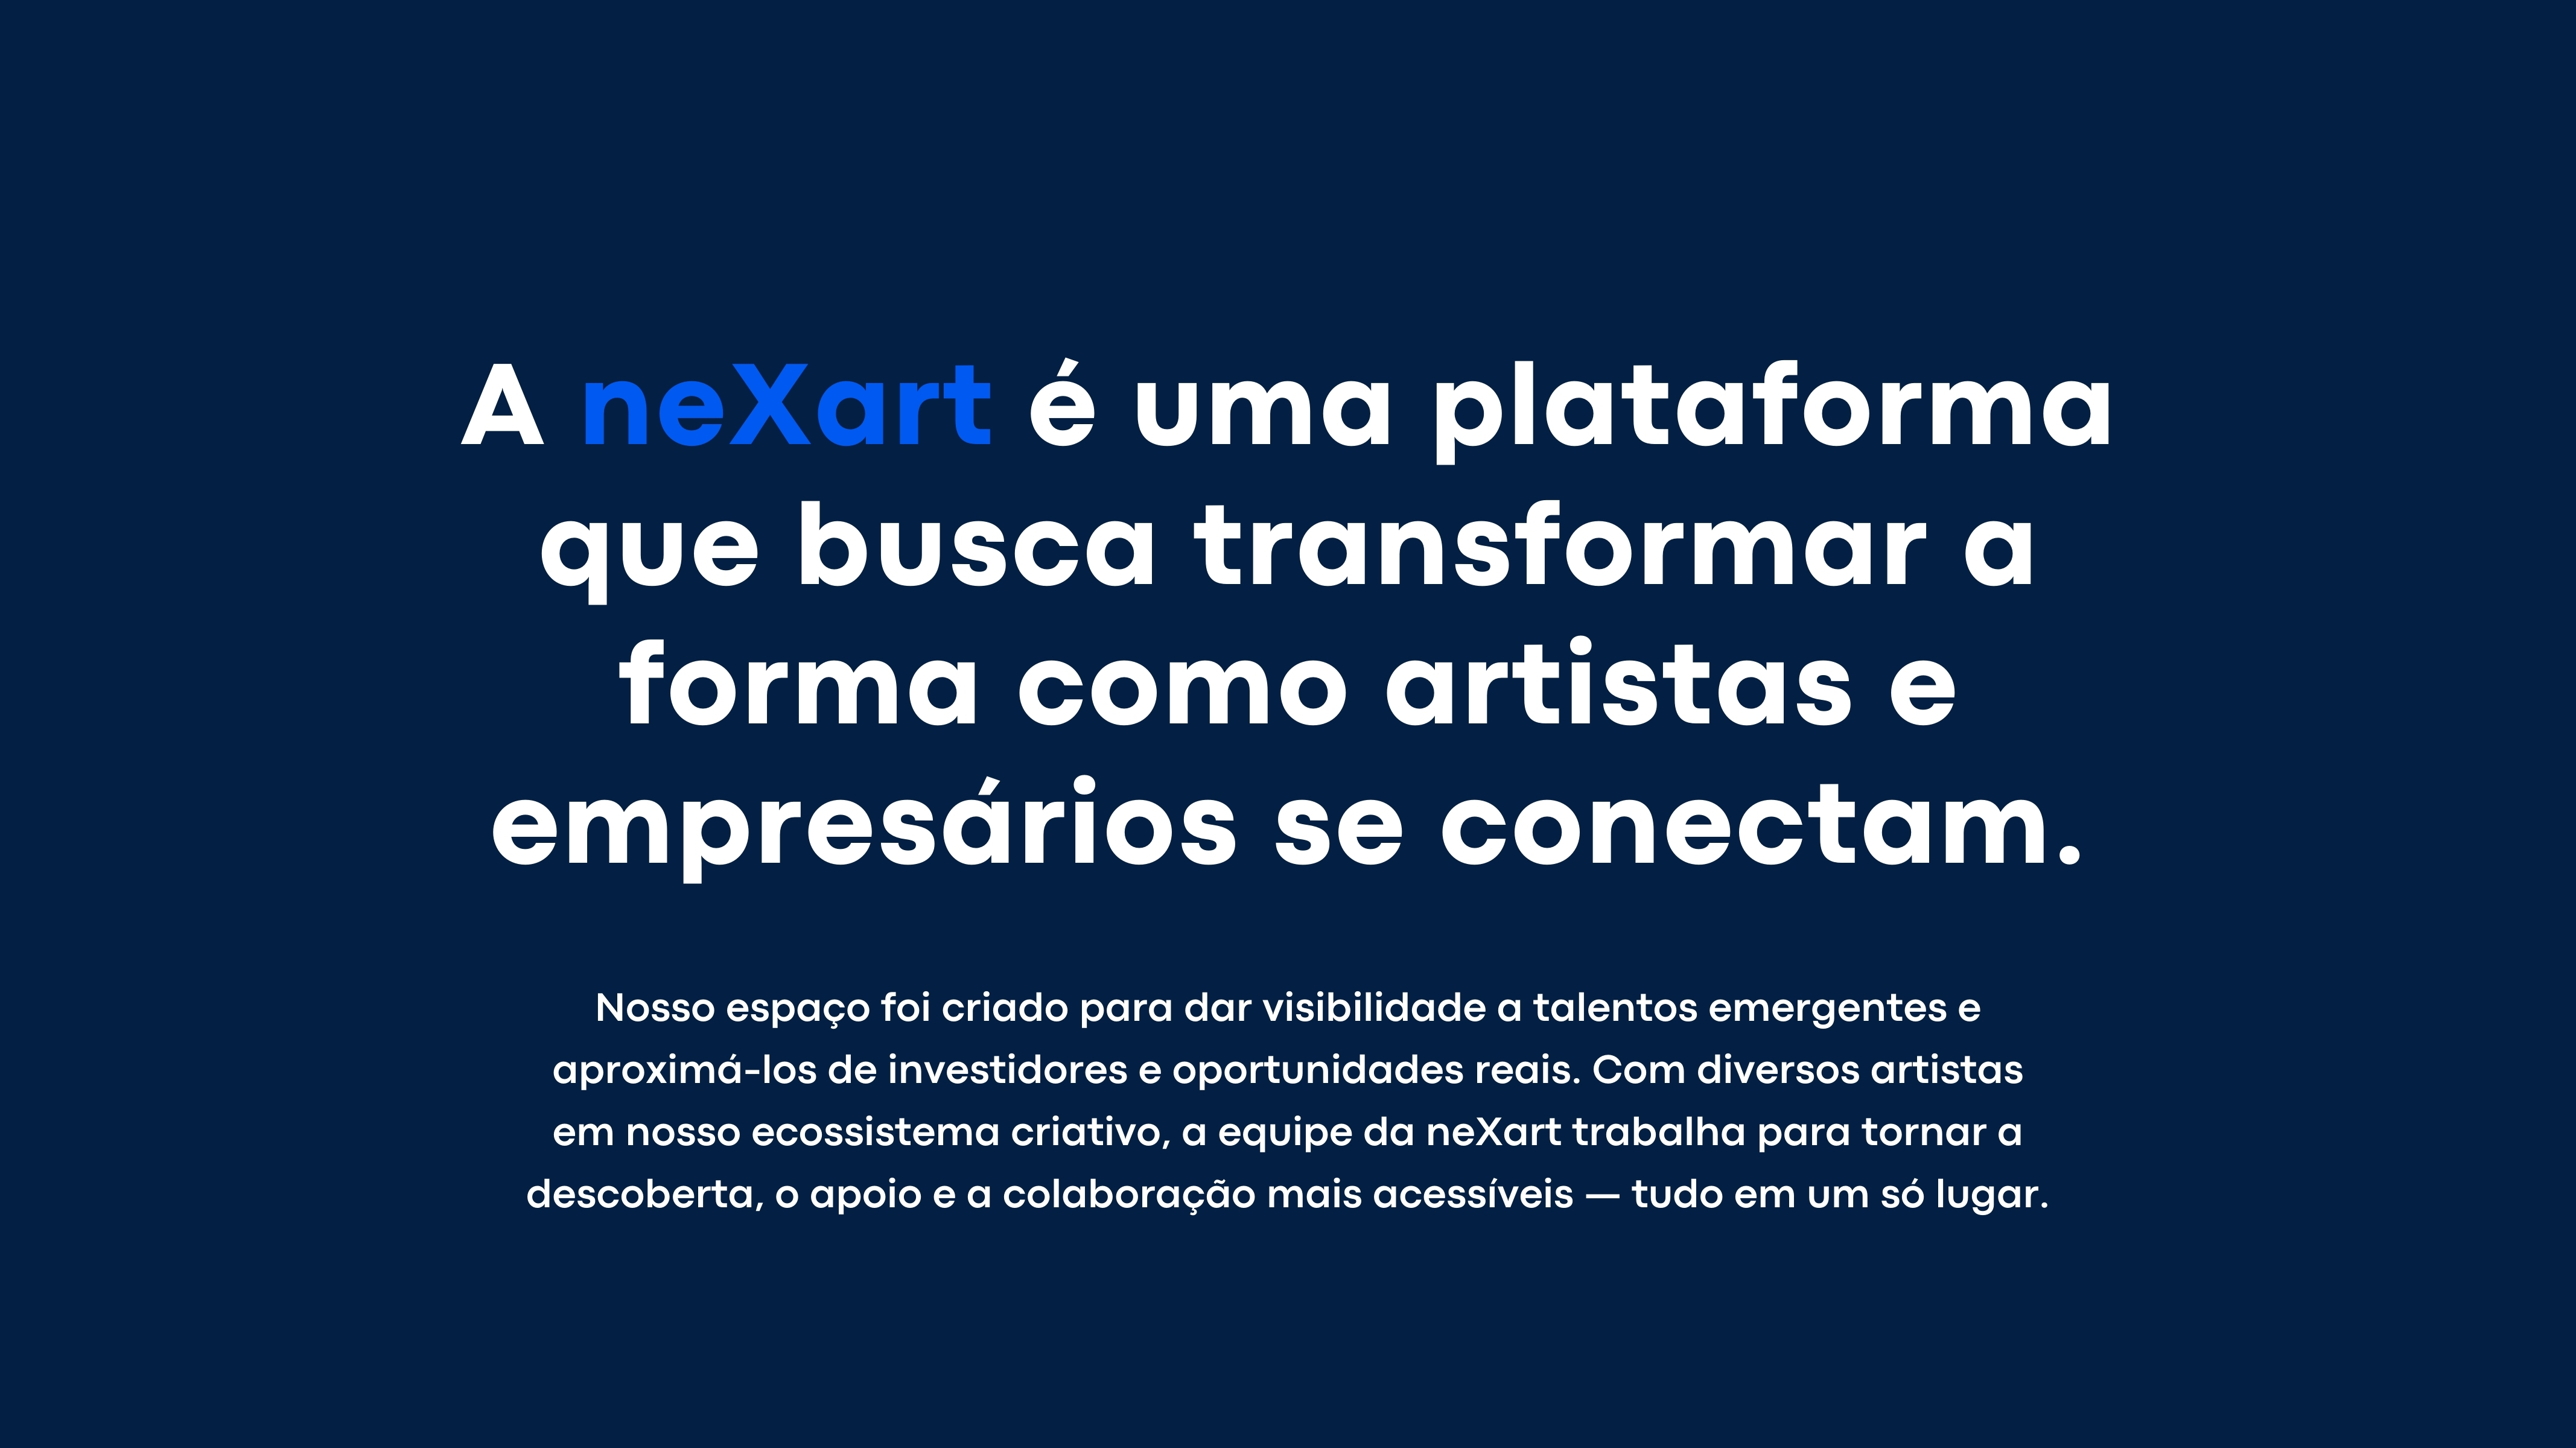 A neXart é uma plataforma
que busca transformar a
forma como artistas e
empresários se conectam.
Nosso espaço foi criado para dar visibilidade a talentos emergentes e
aproximá-los de investidores e oportunidades reais. Com diversos artistas
em nosso ecossistema criativo, a equipe da neXart trabalha para tornar a
descoberta, o apoio e a colaboração mais acessíveis — tudo em um só lugar.